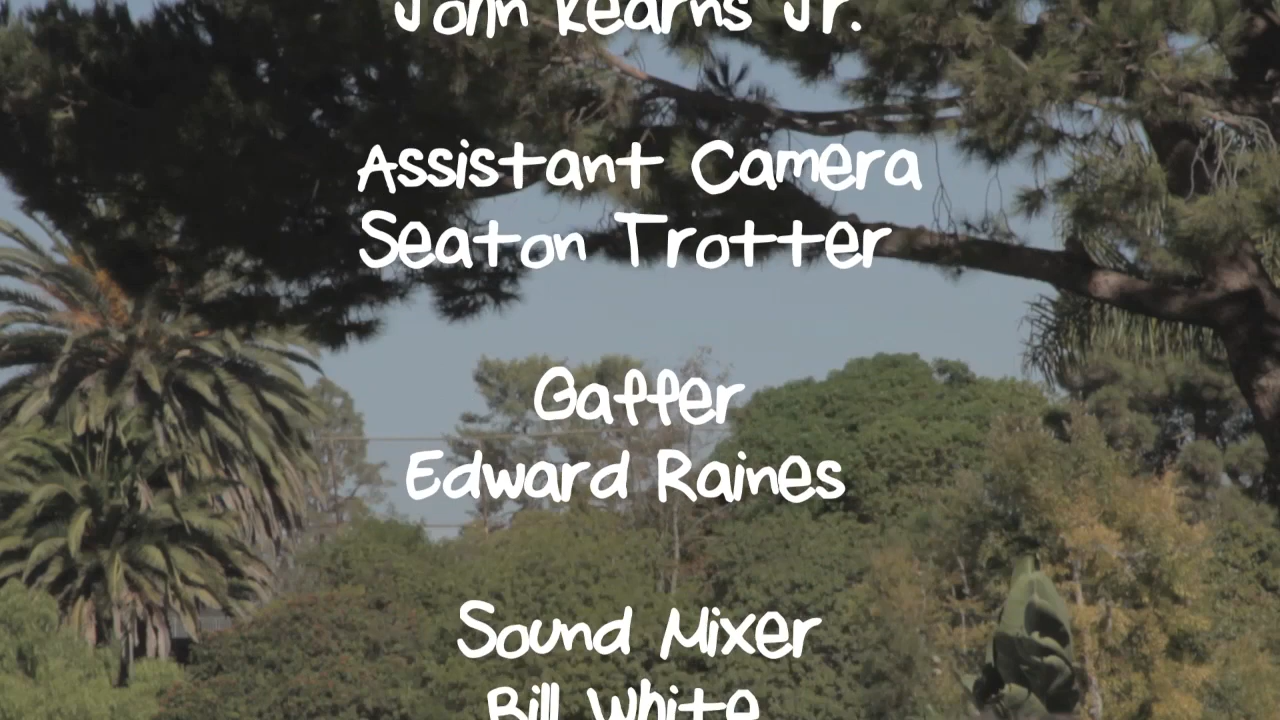 John Kearns Jr.
Assistant Camera
Seaton Trotter
Gaffer
Edward Raines
Sound Mixer
Bill White